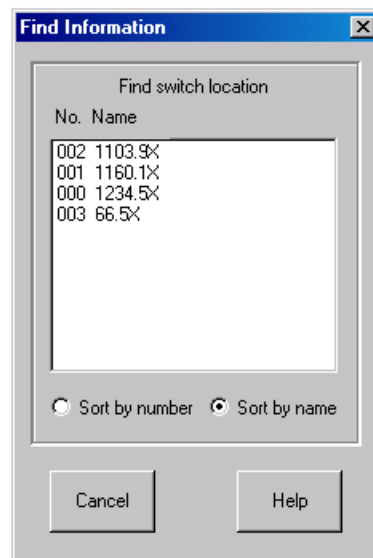 Find Information
Find switch location
No. Name
002 1103.9X
001 1160.1X
000 1234.5X
003 66.5X
Sort by number Sort by name
Cancel Help